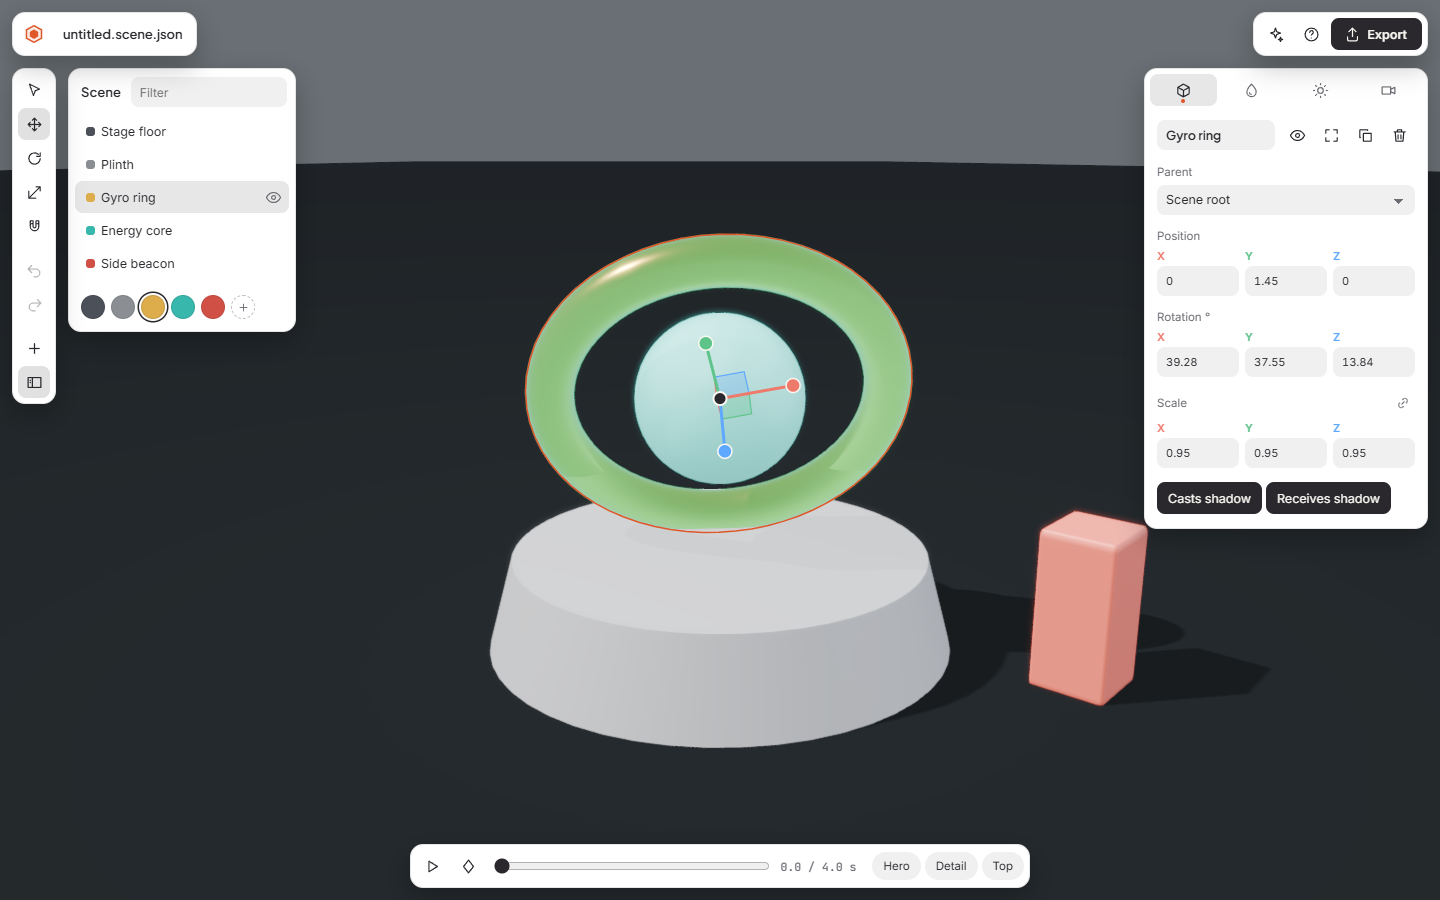 untitled.scene.json
Export
Scene
Filter
Stage floor
Plinth
Gyro ring
Energy core
Side beacon
Gyro ring
Parent
Scene root
Position
X Y Z
0 1.45 0
Rotation °
X Y Z
39.28 37.55 13.84
Scale
X Y Z
0.95 0.95 0.95
Casts shadow Receives shadow
0.0 / 4.0 s Hero Detail Top